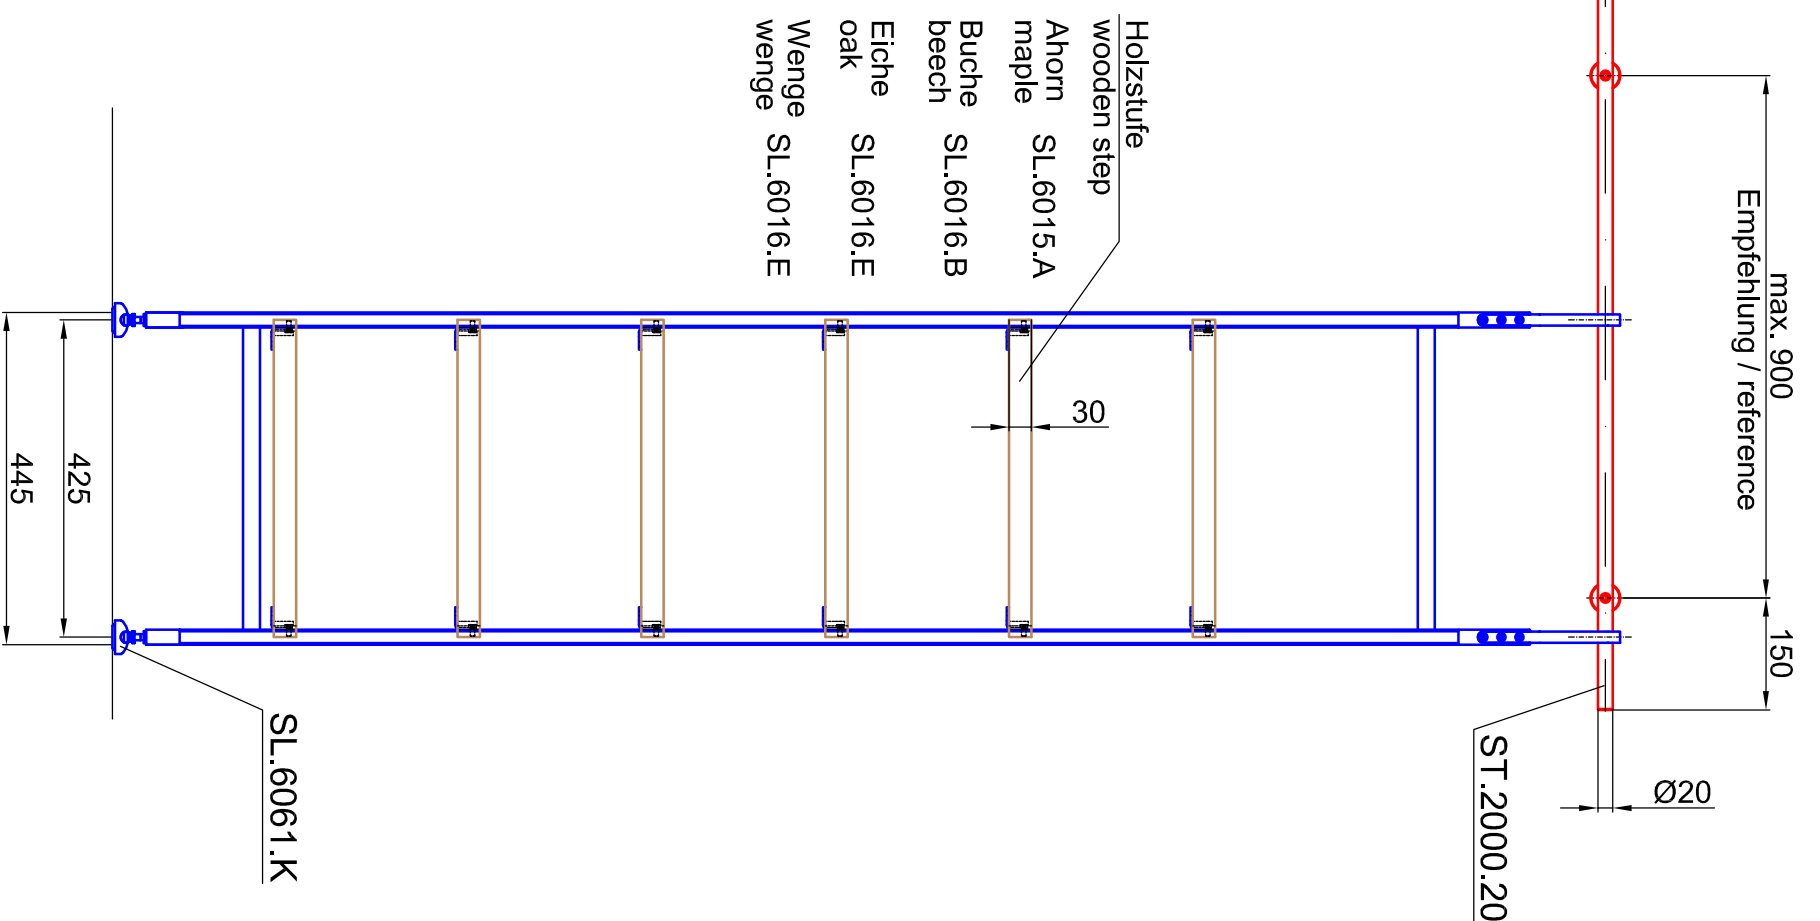 Holzstufe
wooden step
Ahorn
maple SL.6015.A
Buche
beech SL.6016.B
Eiche
oak SL.6016.E
Wenge
wenge SL.6016.E
max. 900
Empfehlung / reference
150
Ø20
ST.2000.20
30
SL.6061.K
425
445